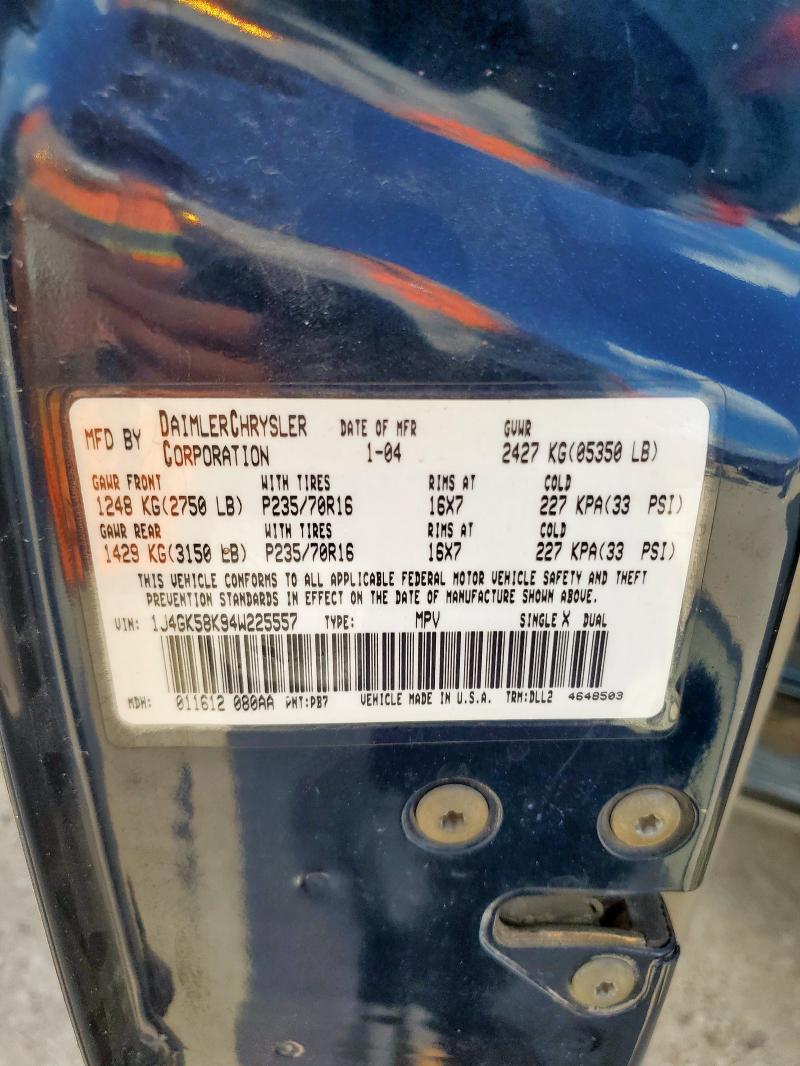 MFD BY DAIMLERCHRYSLER CORPORATION DATE OF MFR 1-04 GVWR 2427 KG(05350 LB)
GAWR FRONT WITH TIRES RIMS AT COLD
1248 KG(2750 LB) P235/70R16 16X7 227 KPA(33 PSI)
GAWR REAR WITH TIRES RIMS AT COLD
1429 KG(3150 LB) P235/70R16 16X7 227 KPA(33 PSI)
THIS VEHICLE CONFORMS TO ALL APPLICABLE FEDERAL MOTOR VEHICLE SAFETY AND THEFT
PREVENTION STANDARDS IN EFFECT ON THE DATE OF MANUFACTURE SHOWN ABOVE.
VIN: 1J4GK58K94W225557 TYPE: MPV SINGLE X DUAL
MDH: 011612 080AA PNT:PB7 VEHICLE MADE IN U.S.A. TRM:DLL2 4648503